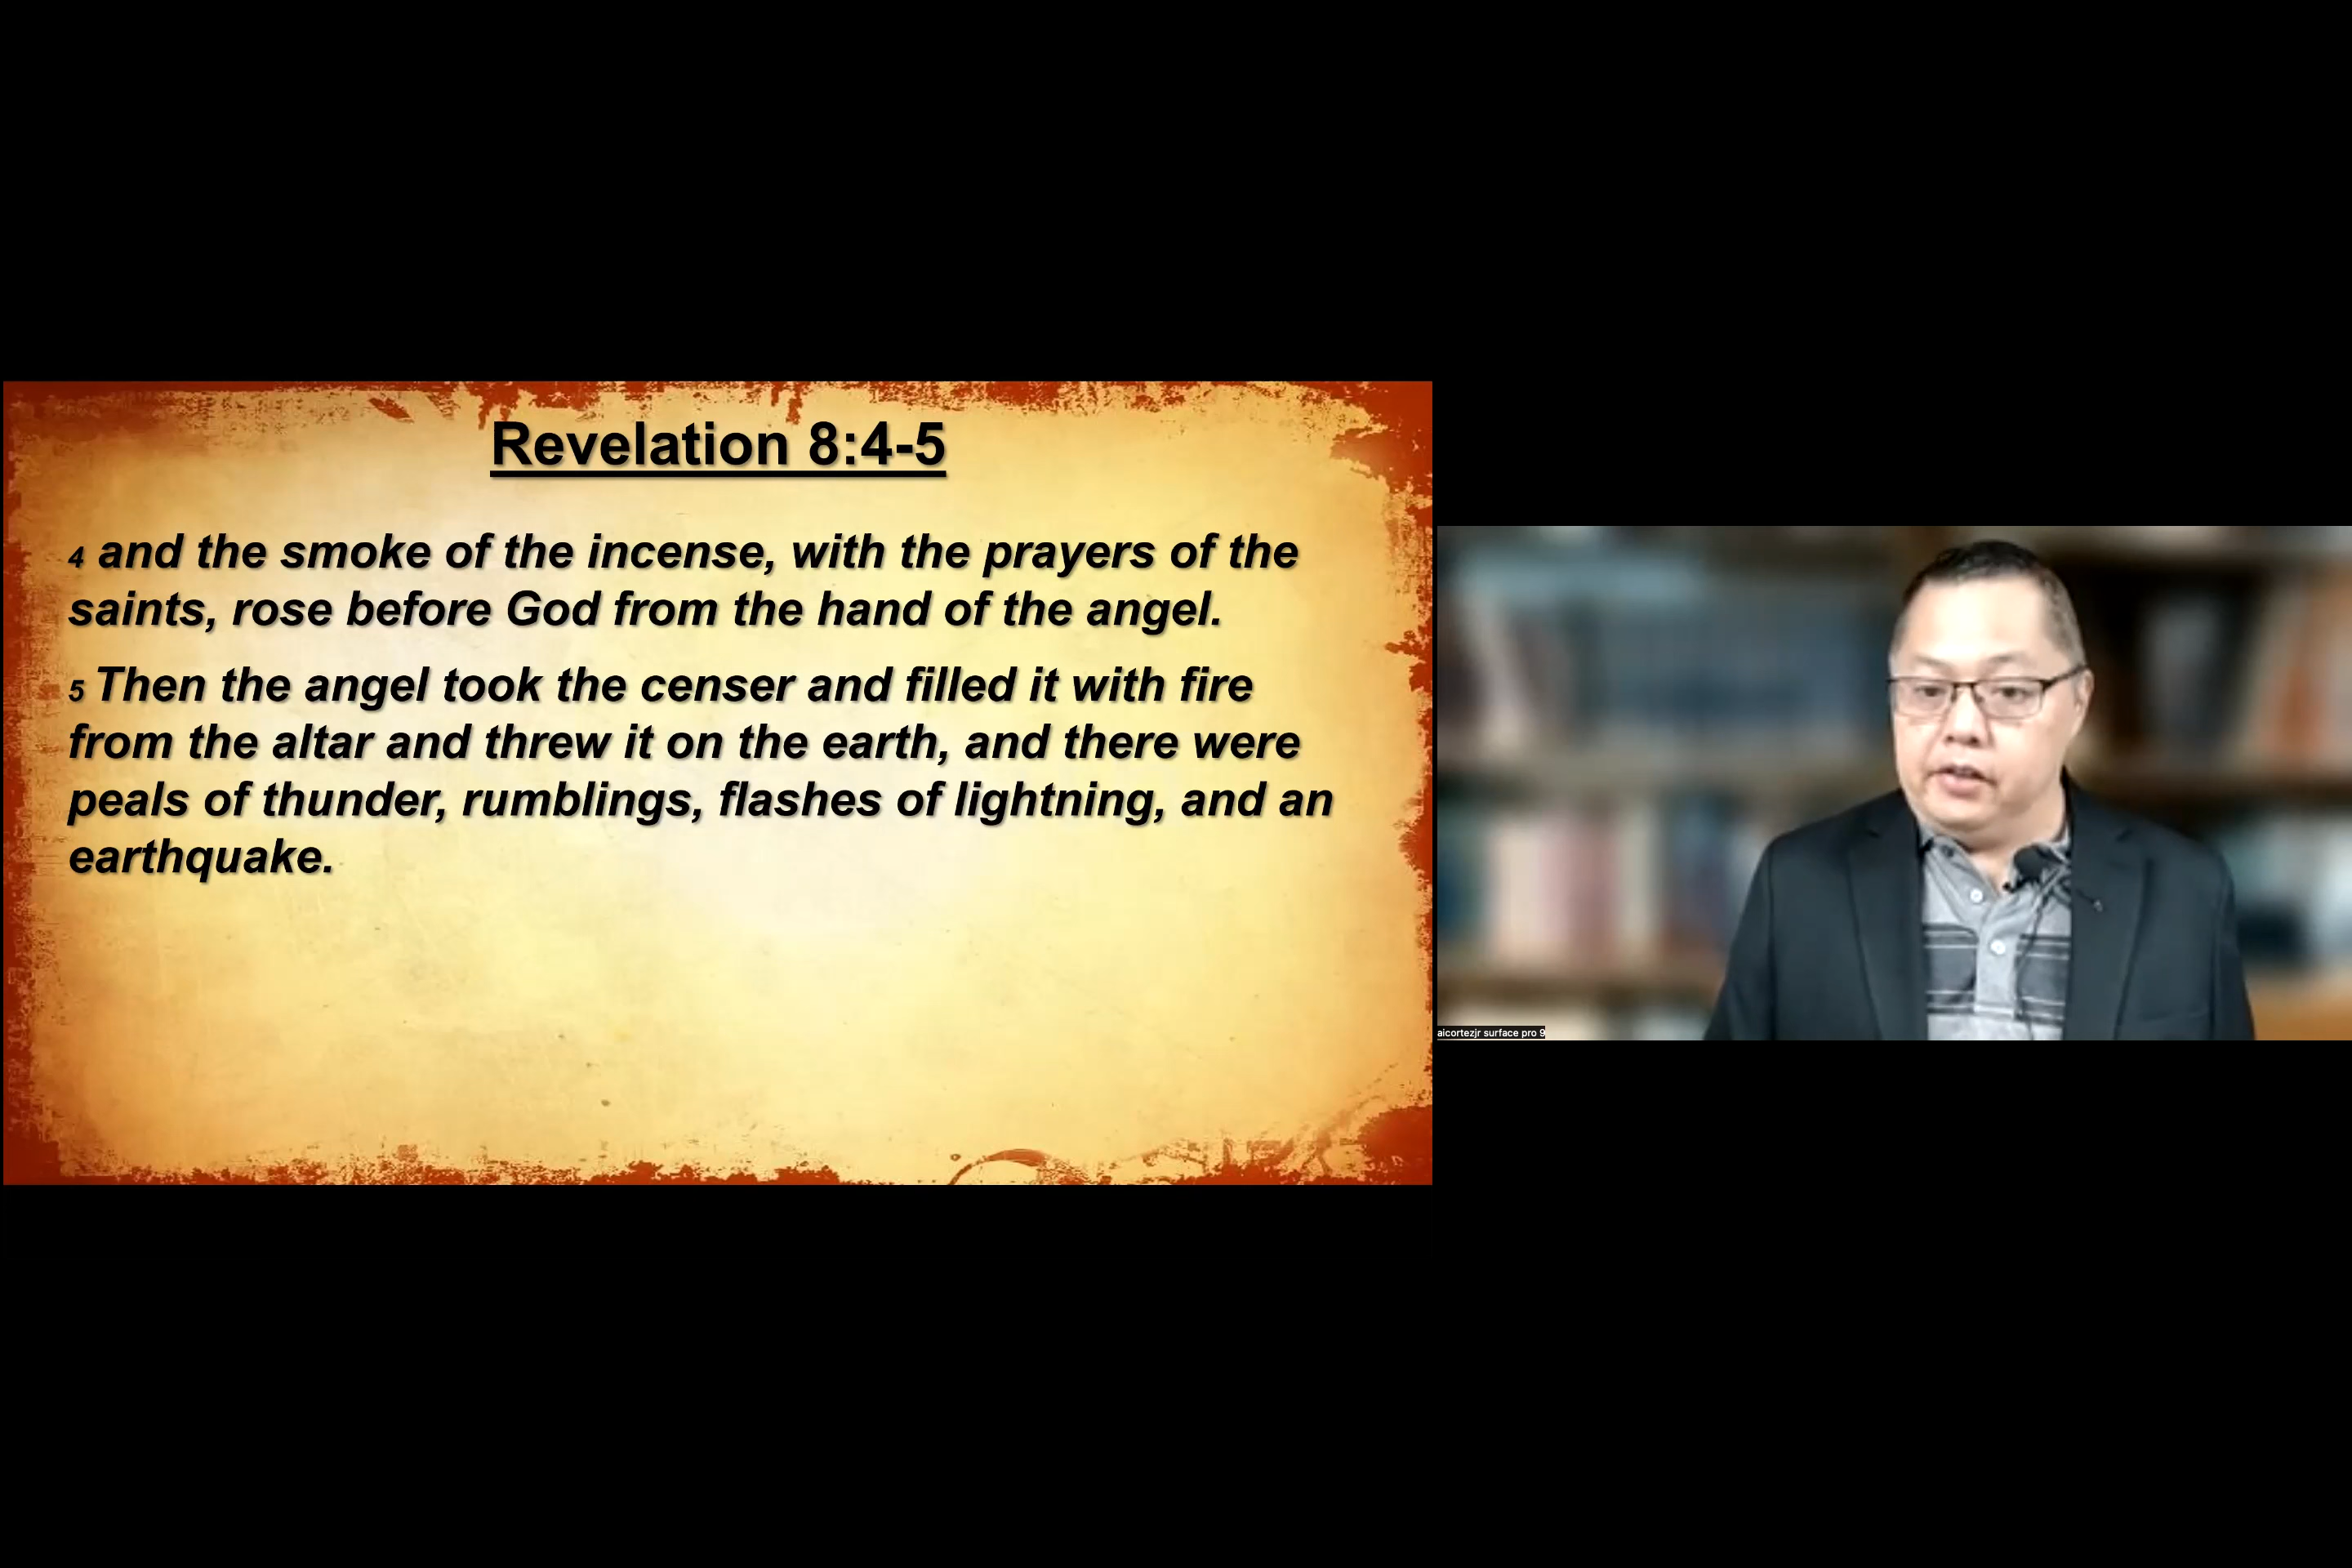 Revelation 8:4-5
4 and the smoke of the incense, with the prayers of the
saints, rose before God from the hand of the angel.
5 Then the angel took the censer and filled it with fire
from the altar and threw it on the earth, and there were
peals of thunder, rumblings, flashes of lightning, and an
earthquake.
aicortezjr surface pro 9